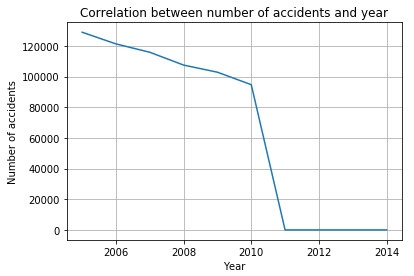 Correlation between number of accidents and year
120000
100000
80000
60000
40000
20000
0
Number of accidents
2006 2008 2010 2012 2014
Year